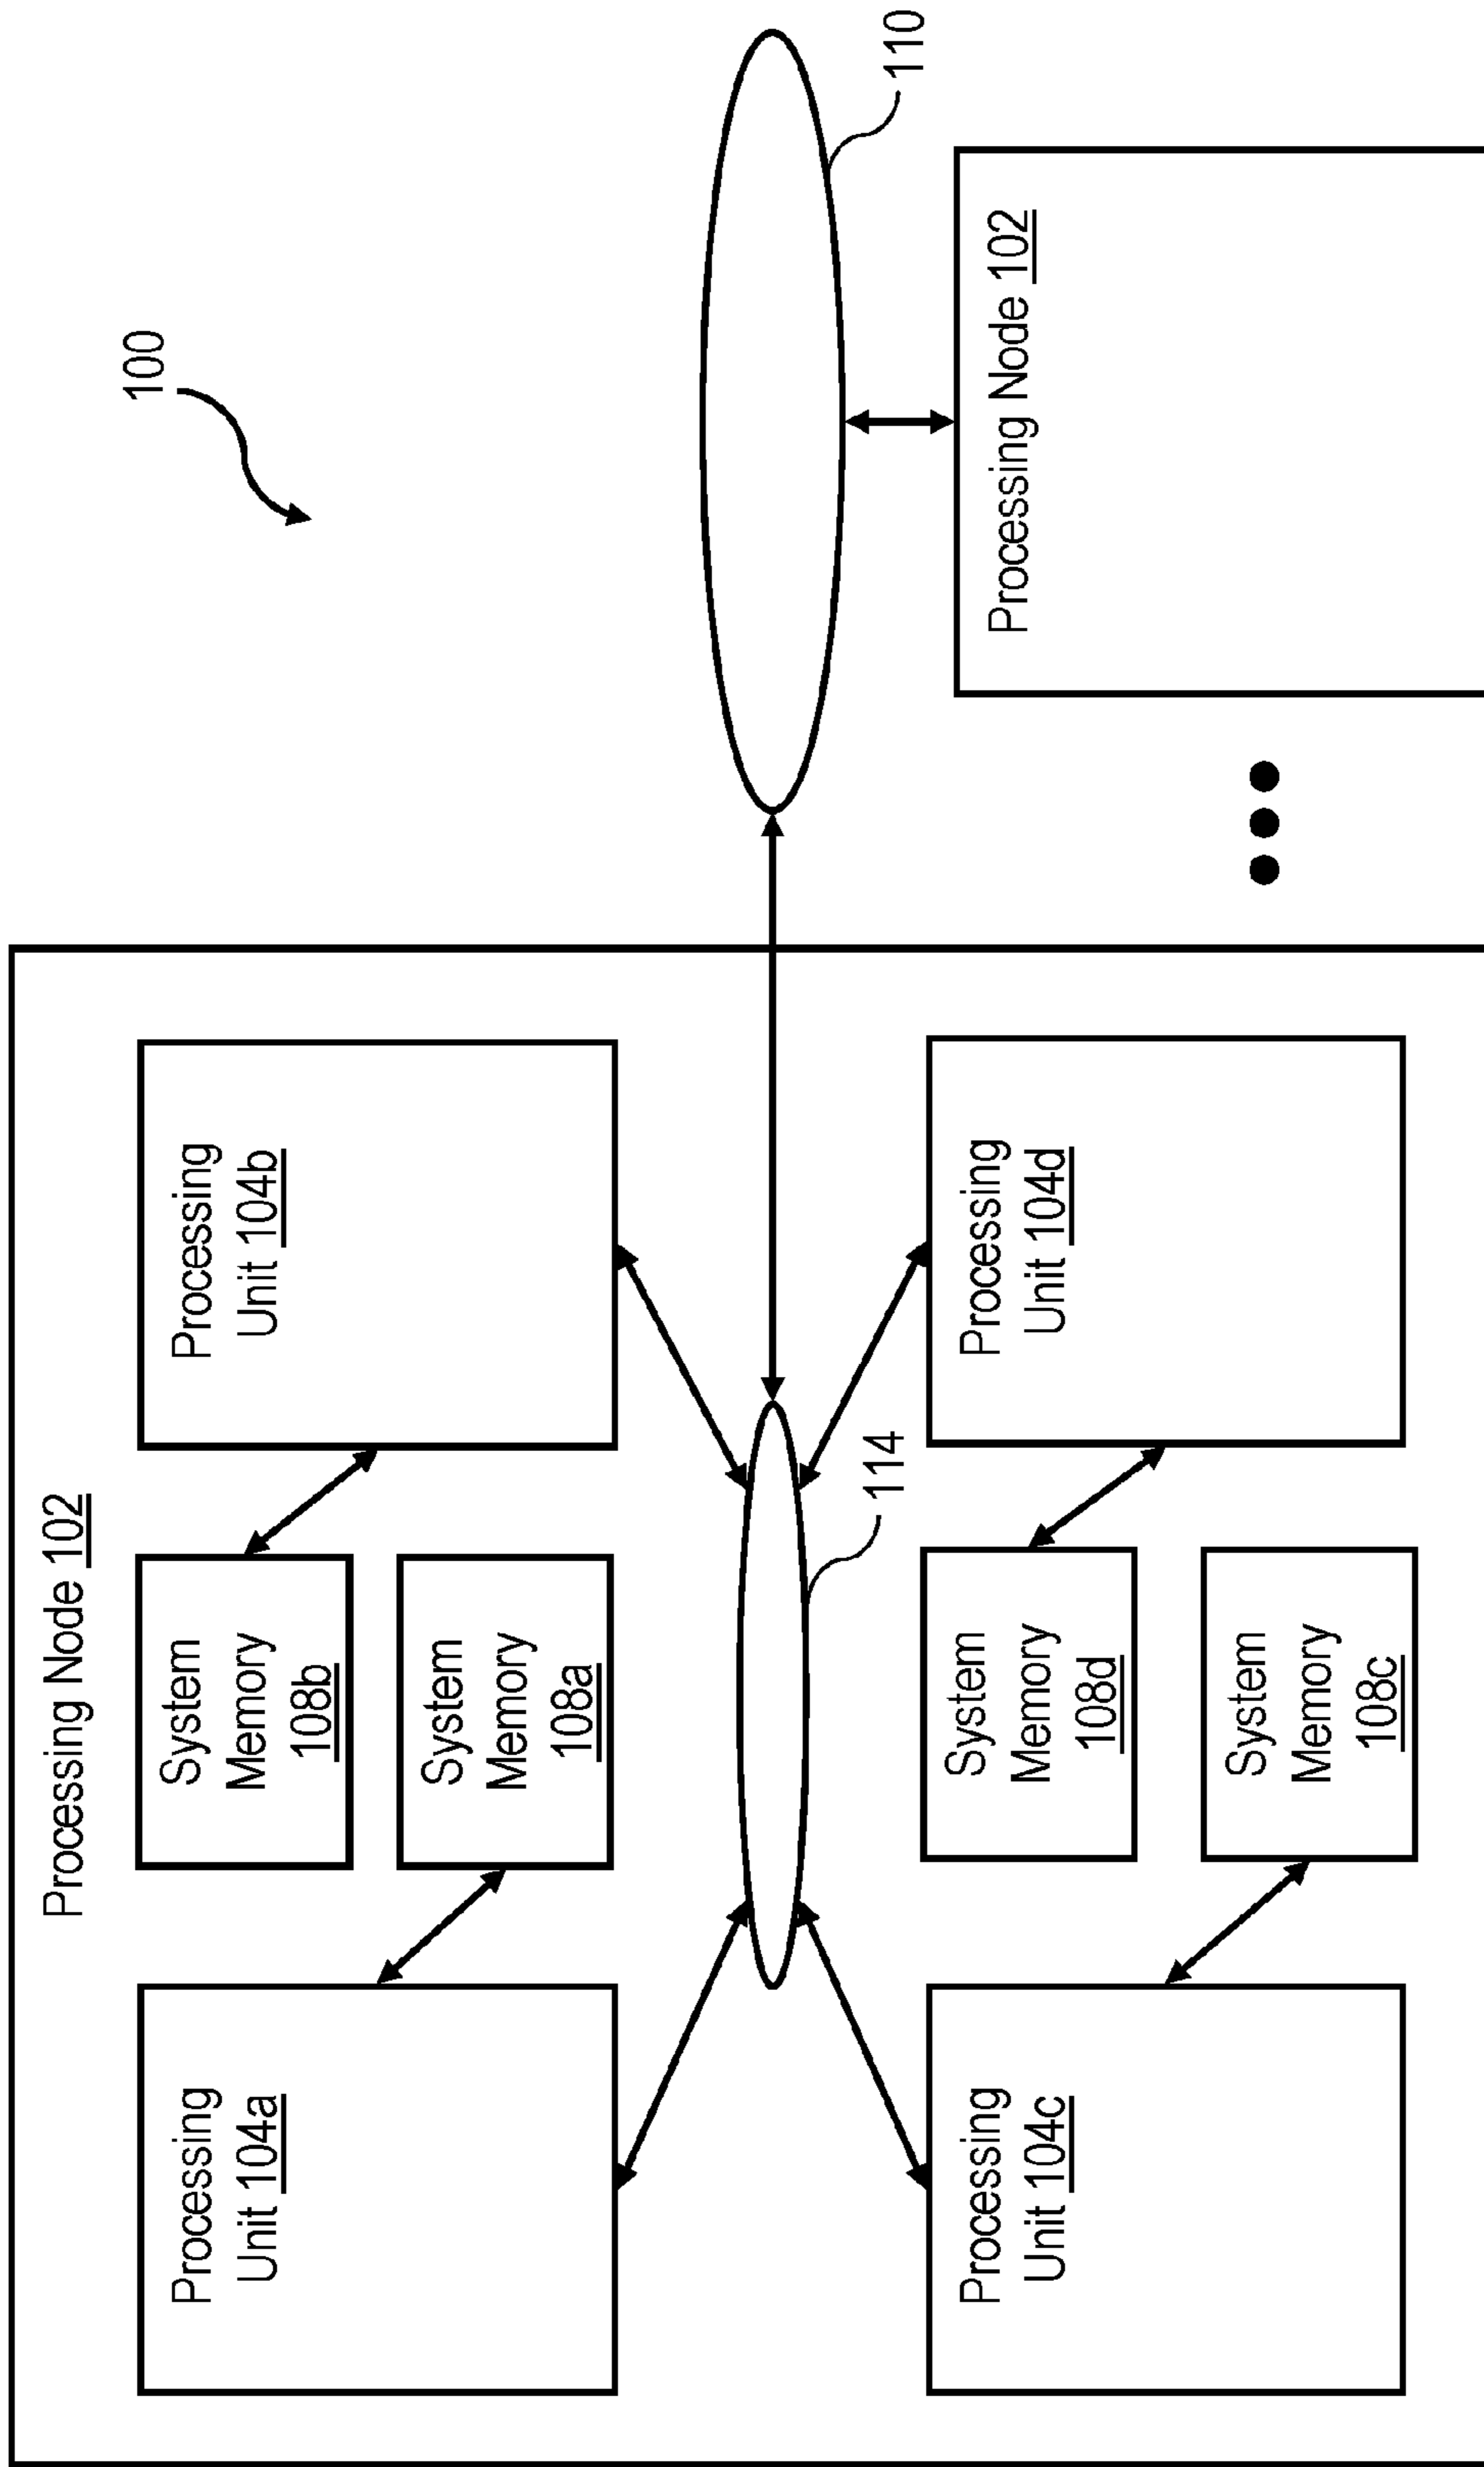 100
Processing Node 102
Processing
Unit 104a
System
Memory
108b
System
Memory
108a
Processing
Unit 104b
110
114
Processing
Unit 104c
System
Memory
108d
System
Memory
108c
Processing
Unit 104d
Processing Node 102